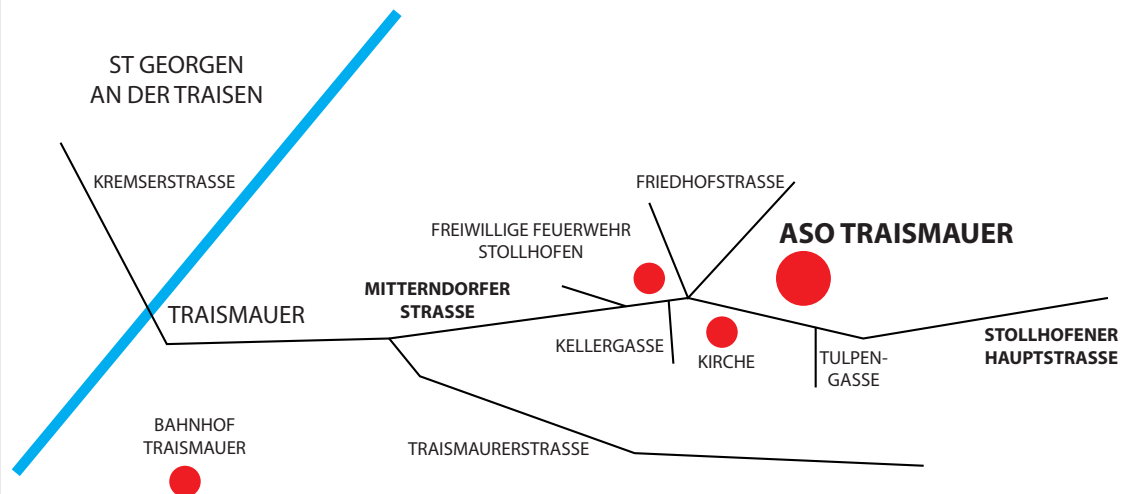 ST GEORGEN
AN DER TRAISEN
KREMSERSTRASSE
FRIEDHOFSTRASSE
FREIWILLIGE FEUERWEHR
STOLLHOFEN
ASO TRAISMAUER
MITTERNDORFER
STRASSE
TRAISMAUER
KELLERGASSE
KIRCHE
TULPEN-
GASSE
STOLLHOFENER
HAUPTSTRASSE
BAHNHOF
TRAISMAUER
TRAISMAURERSTRASSE